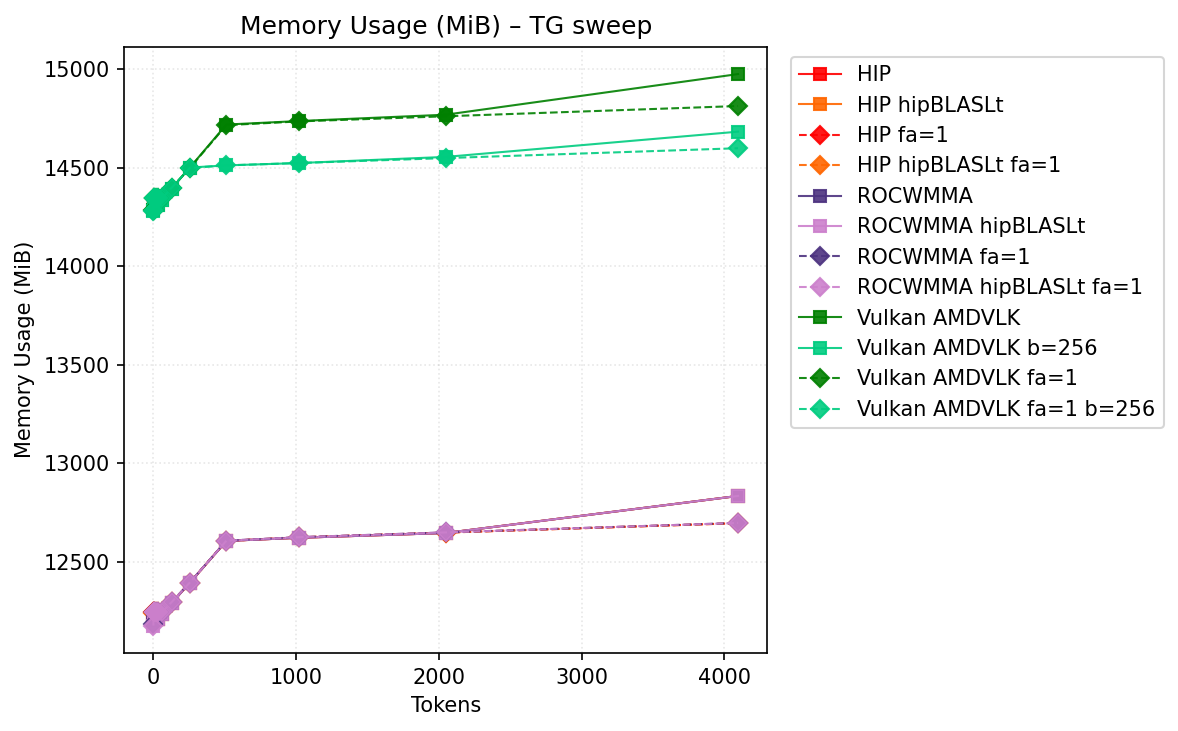 Memory Usage (MiB) – TG sweep
Memory Usage (MiB)
15000
14500
14000
13500
13000
12500
0
1000
2000
3000
4000
Tokens
HIP
HIP hipBLASLt
HIP fa=1
HIP hipBLASLt fa=1
ROCWMMA
ROCWMMA hipBLASLt
ROCWMMA fa=1
ROCWMMA hipBLASLt fa=1
Vulkan AMDVLK
Vulkan AMDVLK b=256
Vulkan AMDVLK fa=1
Vulkan AMDVLK fa=1 b=256